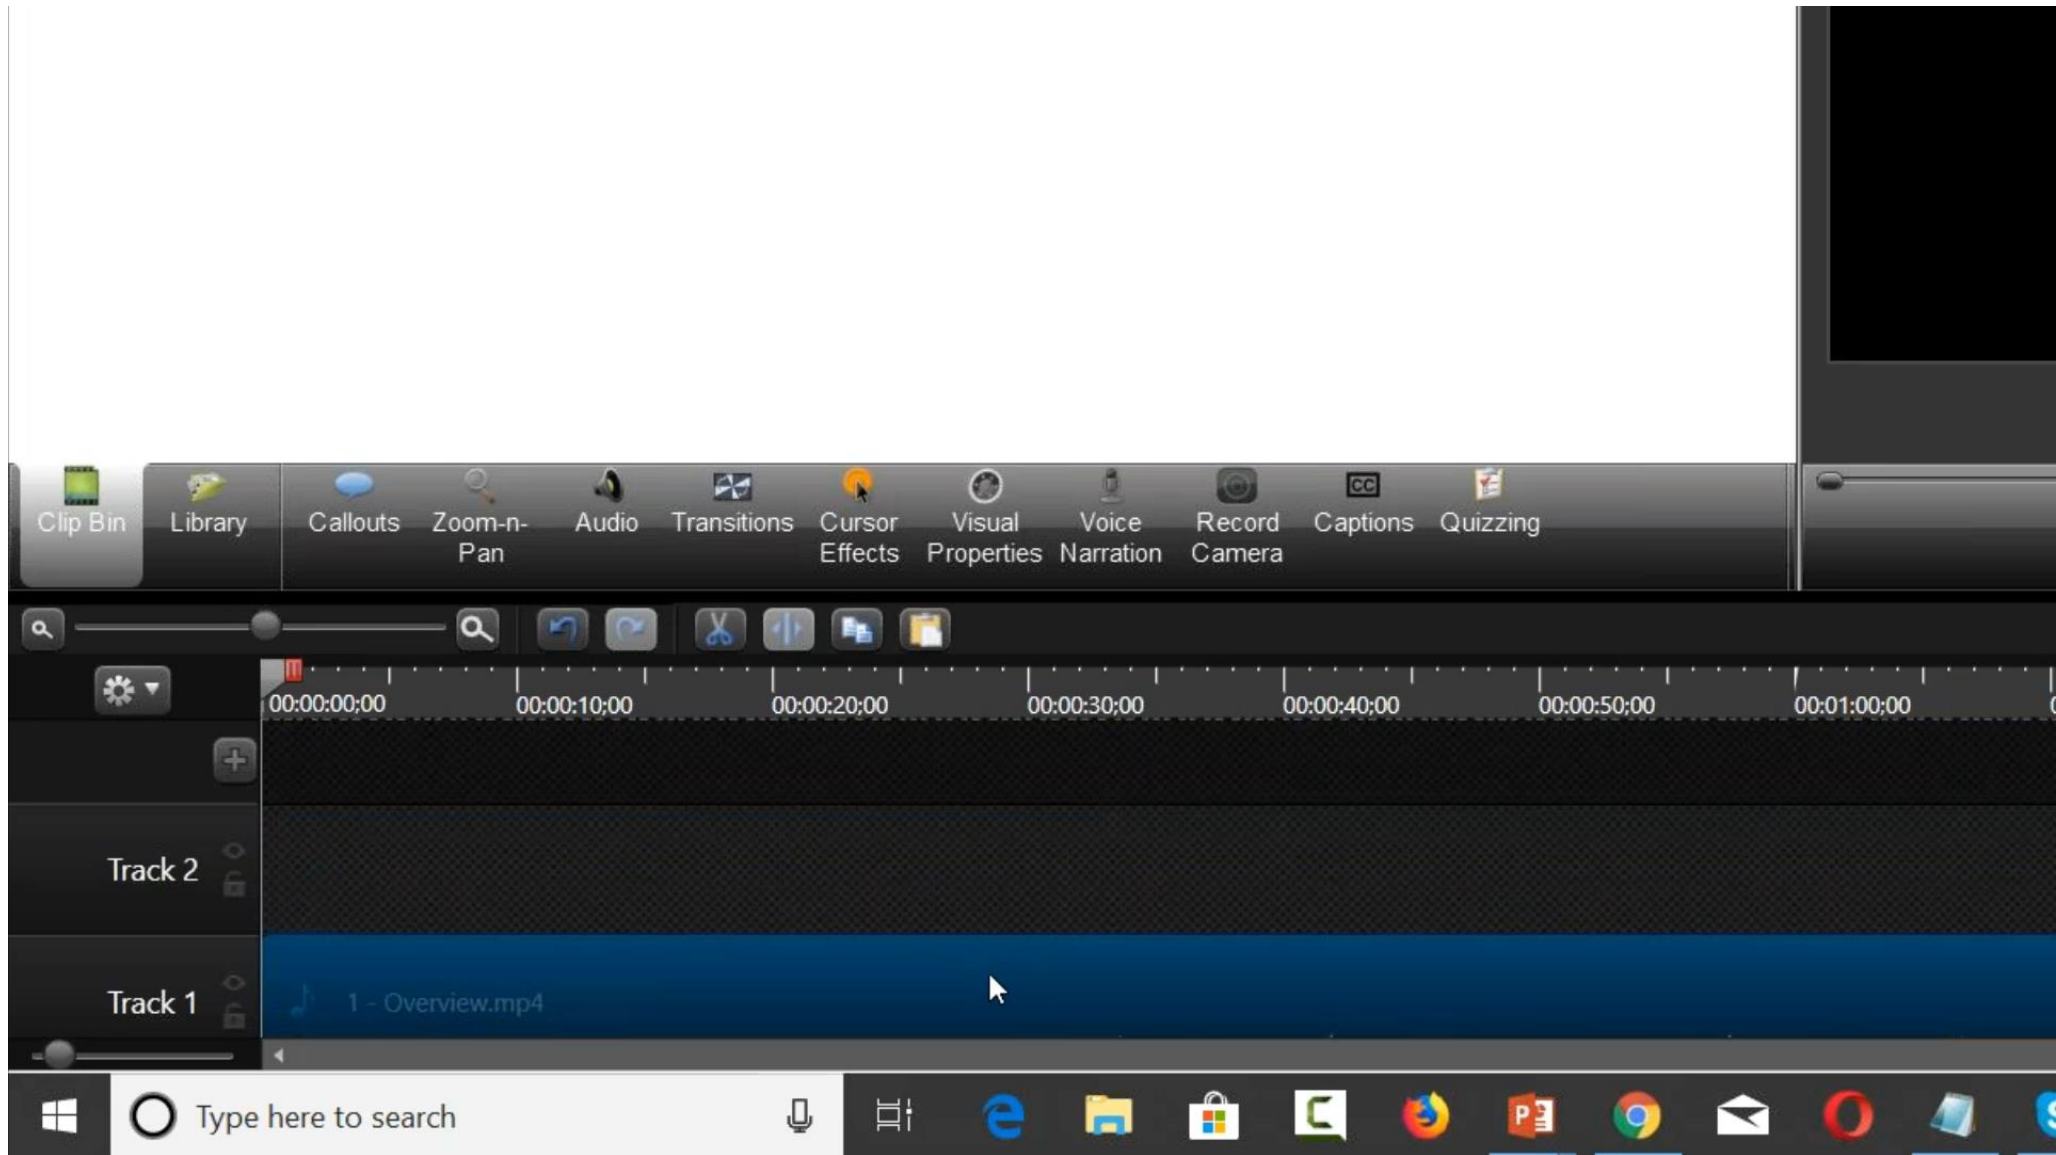 Clip Bin Library Callouts Zoom-n- Audio Transitions Cursor Visual Voice Record Captions Quizzing
Pan Effects Properties Narration Camera
CC
00:00:00;00 00:00:10;00 00:00:20;00 00:00:30;00 00:00:40;00 00:00:50;00 00:01:00;00
Track 2
Track 1 1 - Overview.mp4
Type here to search